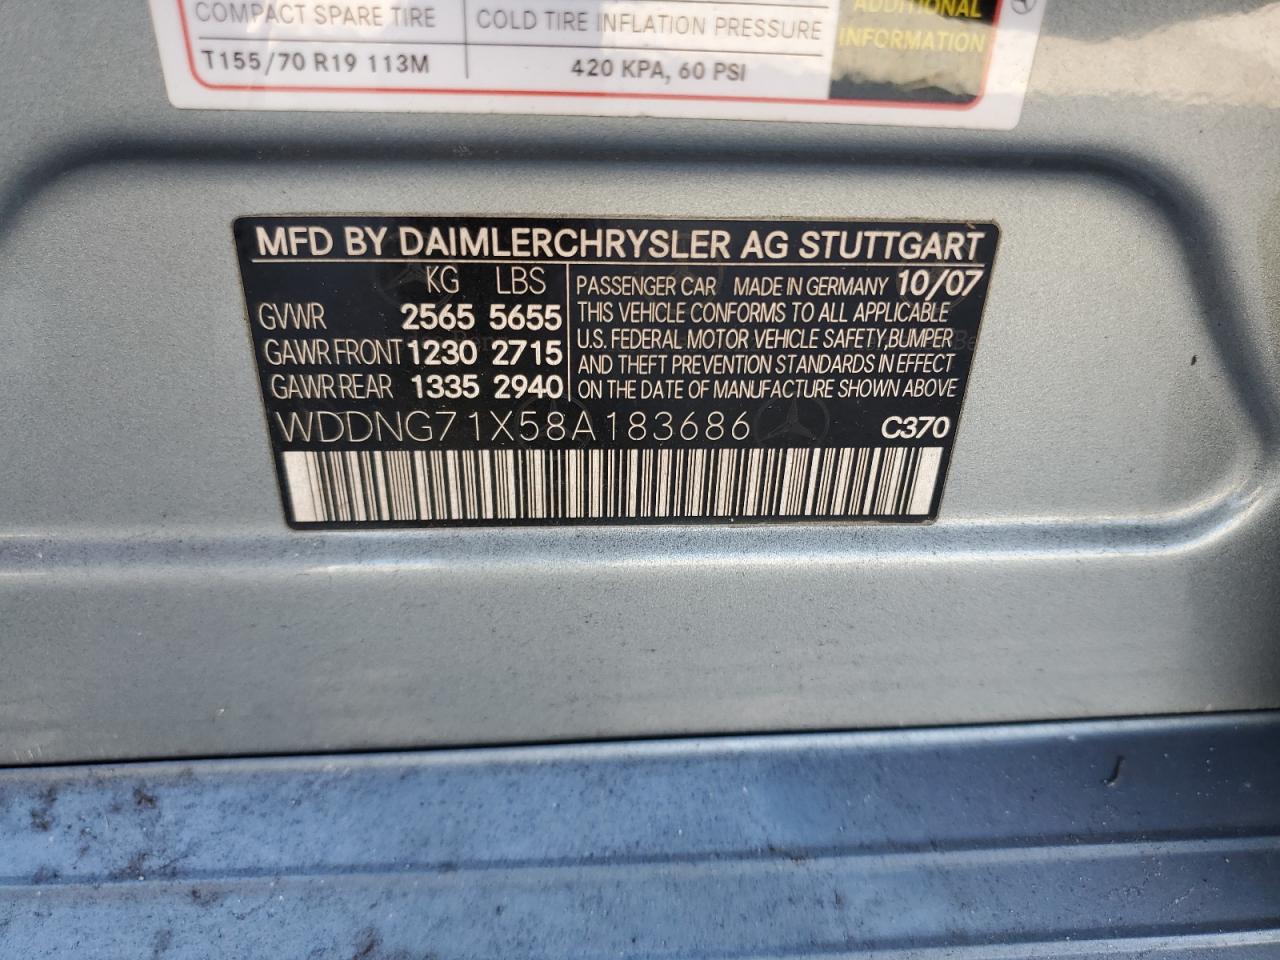 ADDITIONAL
COMPACT SPARE TIRE COLD TIRE INFLATION PRESSURE INFORMATION
T155/70 R19 113M 420 KPA, 60 PSI
MFD BY DAIMLERCHRYSLER AG STUTTGART
KG LBS PASSENGER CAR MADE IN GERMANY 10/07
GVWR 2565 5655 THIS VEHICLE CONFORMS TO ALL APPLICABLE
U.S. FEDERAL MOTOR VEHICLE SAFETY,BUMPER
GAWR FRONT 1230 2715 AND THEFT PREVENTION STANDARDS IN EFFECT
GAWR REAR 1335 2940 ON THE DATE OF MANUFACTURE SHOWN ABOVE
WDDNG71X58A183686 C370